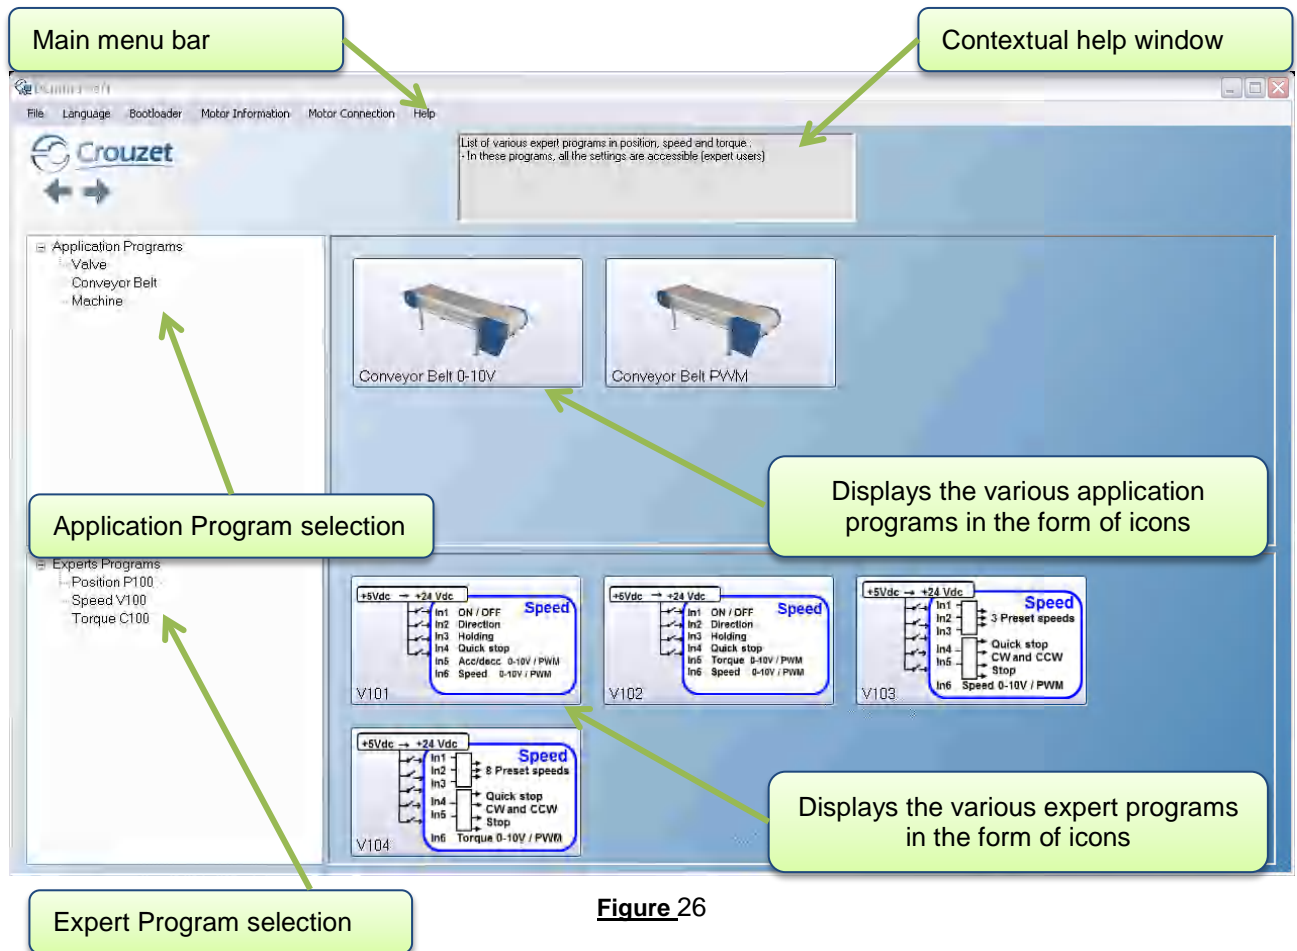 Main menu bar
Contextual help window
File Language Bootloader Motor Information Motor Connection Help
Crouzet
List of various expert programs in position, speed and torque .
- In these programs, all the settings are accessible (expert users)
Application Programs
Valve
Conveyor Belt
Machine
Conveyor Belt 0-10V
Conveyor Belt PWM
Application Program selection
Displays the various application
programs in the form of icons
Experts Programs
Position P100
Speed V100
Torque C100
+5Vdc → +24 Vdc
Speed
In1 ON / OFF
In2 Direction
In3 Holding
In4 Quick stop
In5 Acc/decc 0-10V / PWM
In6 Speed 0-10V / PWM
V101
+5Vdc → +24 Vdc
Speed
In1 ON / OFF
In2 Direction
In3 Holding
In4 Quick stop
In5 Torque 0-10V / PWM
In6 Speed 0-10V / PWM
V102
+5Vdc → +24 Vdc
Speed
In1
In2 3 Preset speeds
In3
Quick stop
In4 CW and CCW
In5 Stop
In6 Speed 0-10V / PWM
V103
+5Vdc → +24 Vdc
Speed
In1
In2 8 Preset speeds
In3
Quick stop
In4 CW and CCW
In5 Stop
In6 Torque 0-10V / PWM
V104
Displays the various expert programs
in the form of icons
Expert Program selection
Figure 26